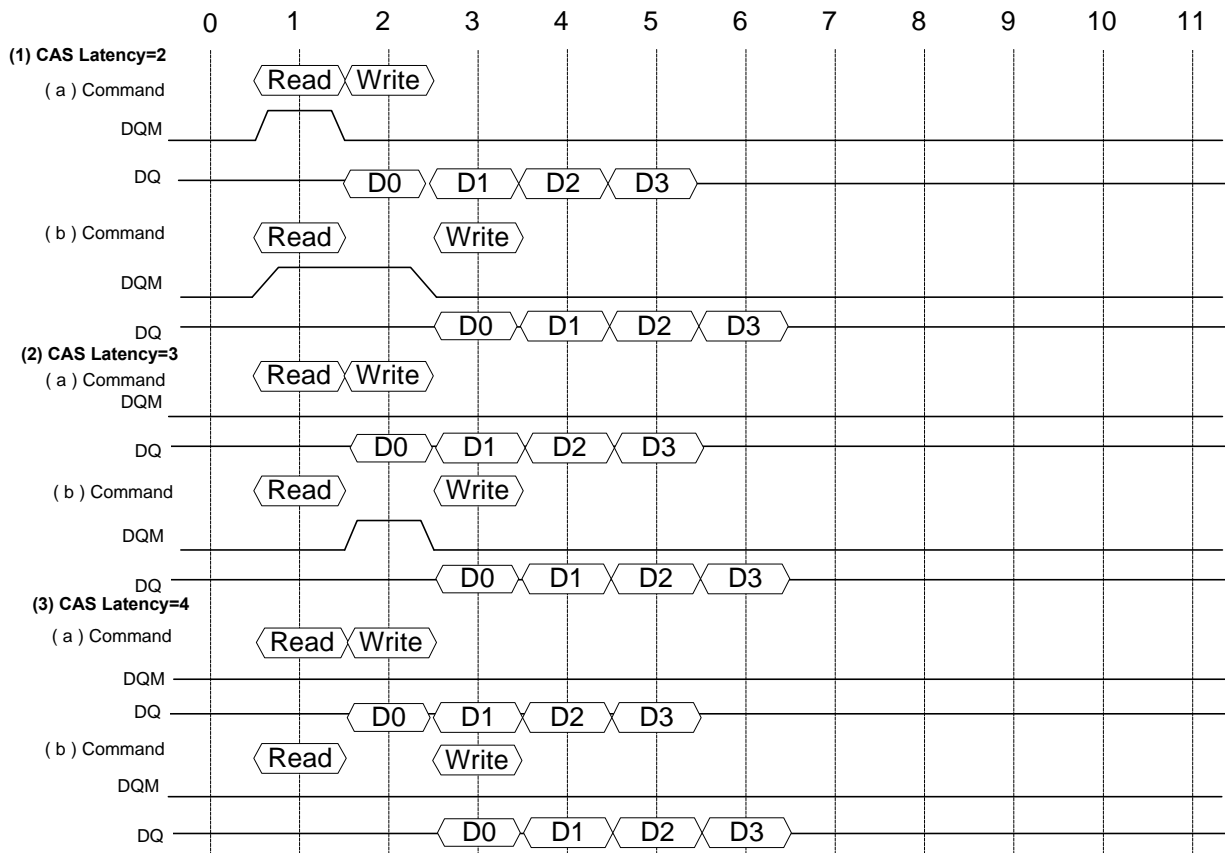 0 1 2 3 4 5 6 7 8 9 10 11
(1) CAS Latency=2
( a ) Command Read Write
DQM
DQ D0 D1 D2 D3
( b ) Command Read Write
DQM
DQ D0 D1 D2 D3
(2) CAS Latency=3
( a ) Command Read Write
DQM
DQ D0 D1 D2 D3
( b ) Command Read Write
DQM
DQ D0 D1 D2 D3
(3) CAS Latency=4
( a ) Command Read Write
DQM
DQ D0 D1 D2 D3
( b ) Command Read Write
DQM
DQ D0 D1 D2 D3